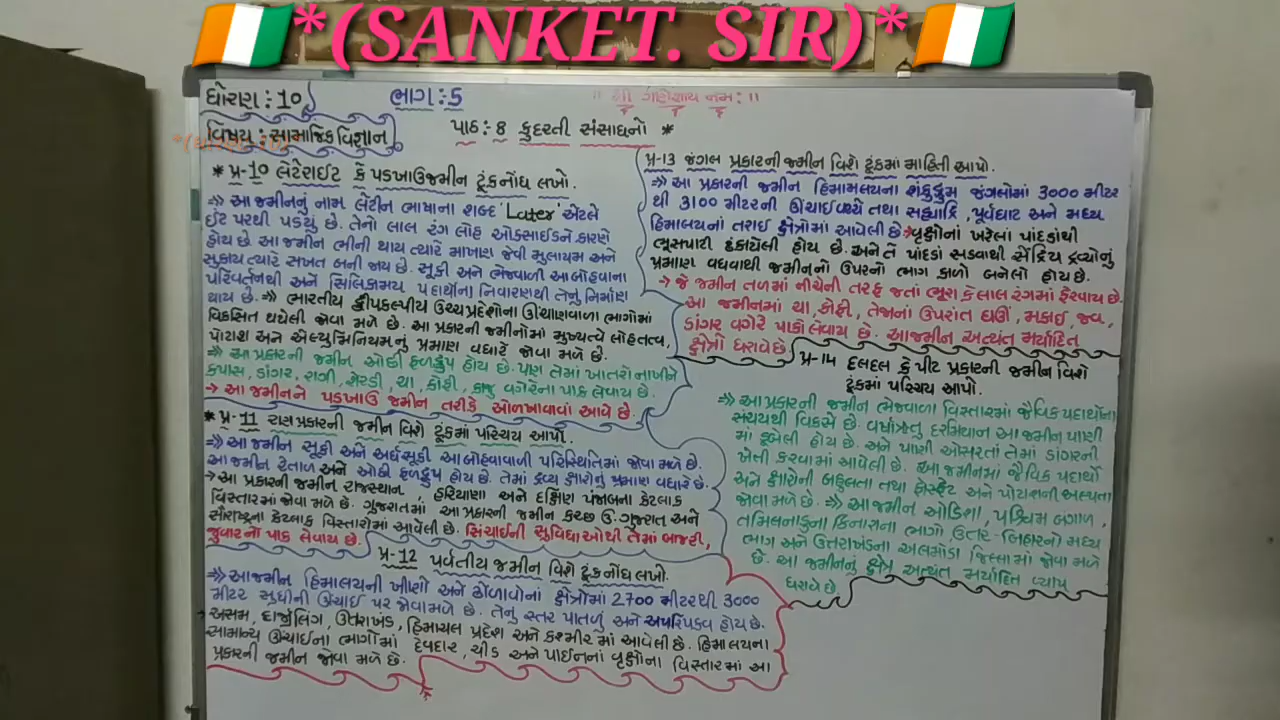 *(SANKET. SIR)*
ધોરણ : 10
ભાગ : 5
॥ શ્રી ગણેશાય નમ: ॥
વિષય : સામાજિક વિજ્ઞાન
પાઠ : 8 કુદરતી સંસાધનો *
* પ્ર-10 લેટેરાઈટ કે પડખાઉ જમીન ટૂંકનોંધ લખો.
⇒ આ જમીનનું નામ લેટીન ભાષાના શબ્દ 'Later' એટલે
ઈંટ પરથી પડ્યું છે. તેનો લાલ રંગ લોહ ઓક્સાઈડને કારણે
હોય છે. આ જમીન ભીની થાય ત્યારે માખણ જેવી મુલાયમ અને
સુકાય ત્યારે સખત બની જાય છે. સૂકી અને ભેજવાળી આબોહવાના
પરિવર્તનથી અને સિલિકામય પદાર્થોના નિવારણથી તેનું નિર્માણ
થાય છે. ⇒ ભારતીય દ્વીપકલ્પીય ઉચ્ચ પ્રદેશોના ઊંચાણવાળા ભાગોમાં
વિકસિત થયેલી જોવા મળે છે. આ પ્રકારની જમીનોમાં મુખ્યત્વે લોહતત્વ,
પોટાશ અને એલ્યુમિનિયમનું પ્રમાણ વધારે જોવા મળે છે.
⇒ આ પ્રકારની જમીન ઓછી ફળદ્રુપ હોય છે. પણ તેમાં ખાતરો નાખીને
કપાસ, ડાંગર, રાગી, શેરડી, ચા, કોફી, કાજુ વગેરેના પાક લેવાય છે.
→ આ જમીનને પડખાઉ જમીન તરીકે ઓળખાવાવાં આવે છે.
* પ્ર-11 રણ પ્રકારની જમીન વિશે ટૂંકમાં પરિચય આપો.
⇒ આ જમીન સૂકી અને અર્ધસૂકી આબોહવાવાળી પરિસ્થિતિમાં જોવા મળે છે.
આ જમીન રેતાળ અને ઓછી ફળદ્રુપ હોય છે. તેમાં દ્રવ્ય ક્ષારોનું પ્રમાણ વધારે છે.
→ આ પ્રકારની જમીન રાજસ્થાન, હરિયાણા અને દક્ષિણ પંજાબના કેટલાક
વિસ્તારમાં જોવા મળે છે. ગુજરાતમાં આ પ્રકારની જમીન કચ્છ ઉ. ગુજરાત અને
સૌરાષ્ટ્રના કેટલાક વિસ્તારોમાં આવેલી છે. સિંચાઈની સુવિધાઓથી તેમાં બાજરી,
જુવારનો પાક લેવાય છે.
પ્ર-12 પર્વતીય જમીન વિશે ટૂંકનોંધ લખો.
⇒ આ જમીન હિમાલયની ખીણો અને ઢોળાવોનાં ક્ષેત્રોમાં 2700 મીટરથી 3000
મીટર સુધીની ઊંચાઈ પર જોવા મળે છે. તેનું સ્તર પાતળું અને અપરિપક્વ હોય છે.
→ અસમ, દાર્જીલિંગ, ઉત્તરાખંડ, હિમાચલ પ્રદેશ અને કશ્મીર માં આવેલી છે. હિમાલયના
સામાન્ય ઊંચાઈના ભાગોમાં દેવદાર, ચીડ અને પાઈનનાં વૃક્ષોના વિસ્તારમાં આ
પ્રકારની જમીન જોવા મળે છે.
પ્ર-13 જંગલ પ્રકારની જમીન વિશે ટૂંકમાં માહિતી આપો.
⇒ આ પ્રકારની જમીન હિમાલયના શંકુદ્રુમ જંગલોમાં 3000 મીટર
થી 3100 મીટરની ઊંચાઈ વચ્ચે તથા સહ્યાદ્રિ, પૂર્વઘાટ અને મધ્ય
હિમાલયનાં તરાઈ ક્ષેત્રોમાં આવેલી છે. → વૃક્ષોનાં ખરેલાં પાંદડાંથી
ભૂસપાટી ઢંકાયેલી હોય છે. અને તે પાંદડાં સડવાથી સેંદ્રિય દ્રવ્યોનું
પ્રમાણ વધવાથી જમીનનો ઉપરનો ભાગ કાળો બનેલો હોય છે.
→ જે જમીન તળમાં નીચેની તરફ જતાં ભૂરા કે લાલ રંગમાં ફેરવાય છે.
આ જમીનમાં ચા, કોફી, તેજાના ઉપરાંત ઘઊં, મકાઈ, જવ,
ડાંગર વગેરે પાકો લેવાય છે. આ જમીન અત્યંત મર્યાદિત
ક્ષેત્રો ધરાવે છે
પ્ર-14 દલદલ કે પીટ પ્રકારની જમીન વિશે
ટૂંકમાં પરિચય આપો.
⇒ આ પ્રકારની જમીન ભેજવાળા વિસ્તારમાં જૈવિક પદાર્થોના
સંચયથી વિકસે છે. વર્ષાઋતુ દરમિયાન આ જમીન પાણી
માં ડૂબેલી હોય છે. અને પાણી ઓસરતાં તેમાં ડાંગરની
ખેતી કરવામાં આવેલી છે. આ જમીનમાં જૈવિક પદાર્થો
અને ક્ષારોની બહુલતા તથા ફોસ્ફેટ અને પોટાશની અલ્પતા
જોવા મળે છે. ⇒ આ જમીન ઓડિશા, પશ્ચિમ બંગાળ,
તમિલનાડુના કિનારાના ભાગો, ઉત્તર-બિહારનો મધ્ય
ભાગ અને ઉત્તરાખંડના અલમોડા જિલ્લામાં જોવા મળે
છે. આ જમીનનું ક્ષેત્ર અત્યંત મર્યાદિત વ્યાપ
ધરાવે છે.